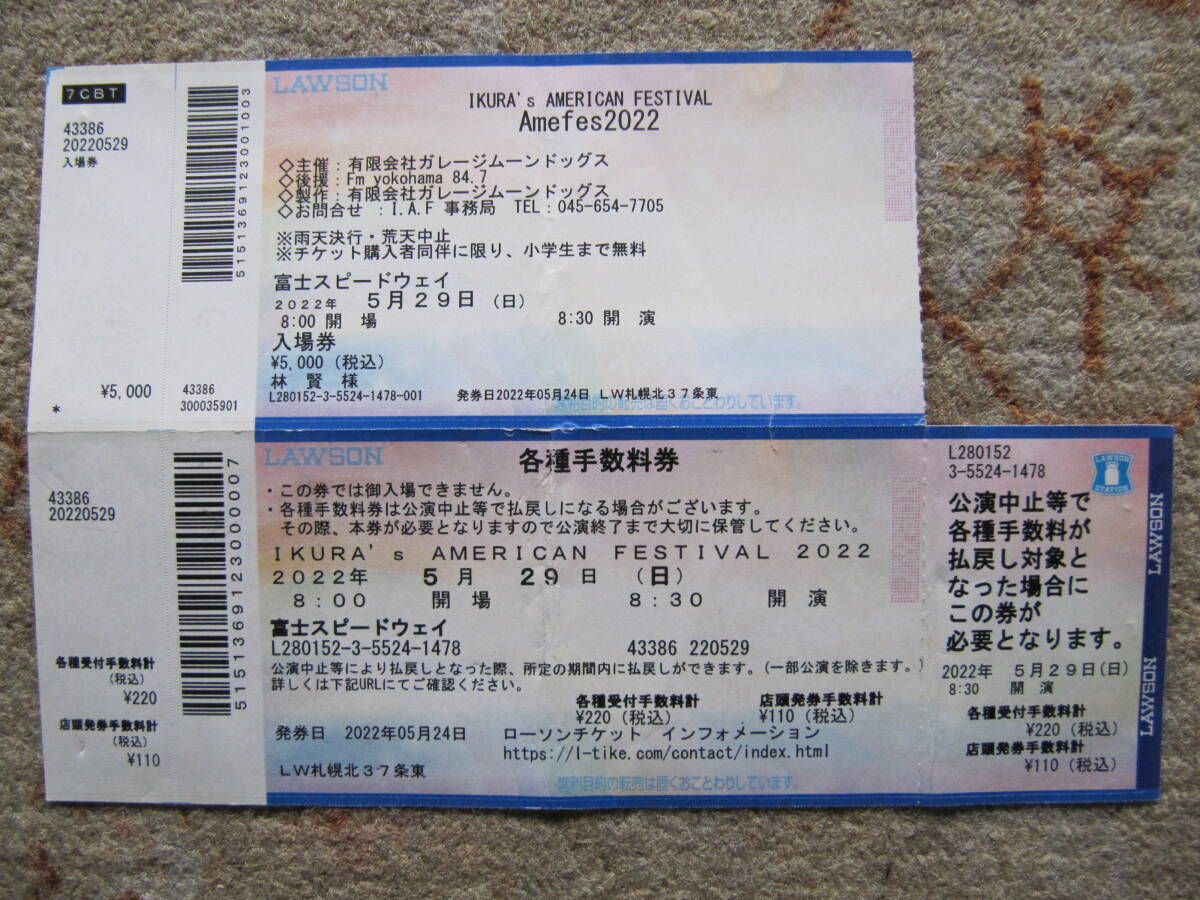 7CBT
43386
20220529
入場券
¥5,000
*
5151369123001003
43386
300035901
LAWSON
IKURA's AMERICAN FESTIVAL
Amefes2022
◇主催:有限会社ガレージムーンドッグス
◇後援:Fm yokohama 84.7
◇製作:有限会社ガレージムーンドッグス
◇お問合せ :I.A.F 事務局 TEL:045-654-7705
※雨天決行・荒天中止
※チケット購入者同伴に限り、小学生まで無料
富士スピードウェイ
2022年 5月29日(日)
8:00 開 場 8:30 開 演
入場券
¥5,000(税込)
林 賢 様
L280152-3-5524-1478-001 発券日2022年05月24日 LW札幌北37条東
営利目的の転売は固くおことわりしています。
43386
20220529
各種受付手数料計
(税込)
¥220
店頭発券手数料計
(税込)
¥110
5151369123000007
LAWSON
各種手数料券
・この券では御入場できません。
・各種手数料券は公演中止等で払戻しになる場合がございます。
その際、本券が必要となりますので公演終了まで大切に保管してください。
IKURA's AMERICAN FESTIVAL 2022
2022年 5月 29日 (日)
8:00 開 場 8:30 開 演
富士スピードウェイ
L280152-3-5524-1478 43386 220529
公演中止等により払戻しとなった際、所定の期間内に払戻しができます。(一部公演を除きます。)
詳しくは下記URLにてご確認ください。
各種受付手数料計 店頭発券手数料計
¥220(税込) ¥110(税込)
発券日 2022年05月24日 ローソンチケット インフォメーション
https://l-tike.com/contact/index.html
LW札幌北37条東
営利目的の転売は固くおことわりしています。
L280152
3-5524-1478
LAWSON
STATION
公演中止等で
各種手数料が
払戻し対象と
なった場合に
この券が
必要となります。
2022年 5月29日(日)
8:30 開 演
各種受付手数料計
¥220(税込)
店頭発券手数料計
¥110(税込)
LAWSON
LAWSON